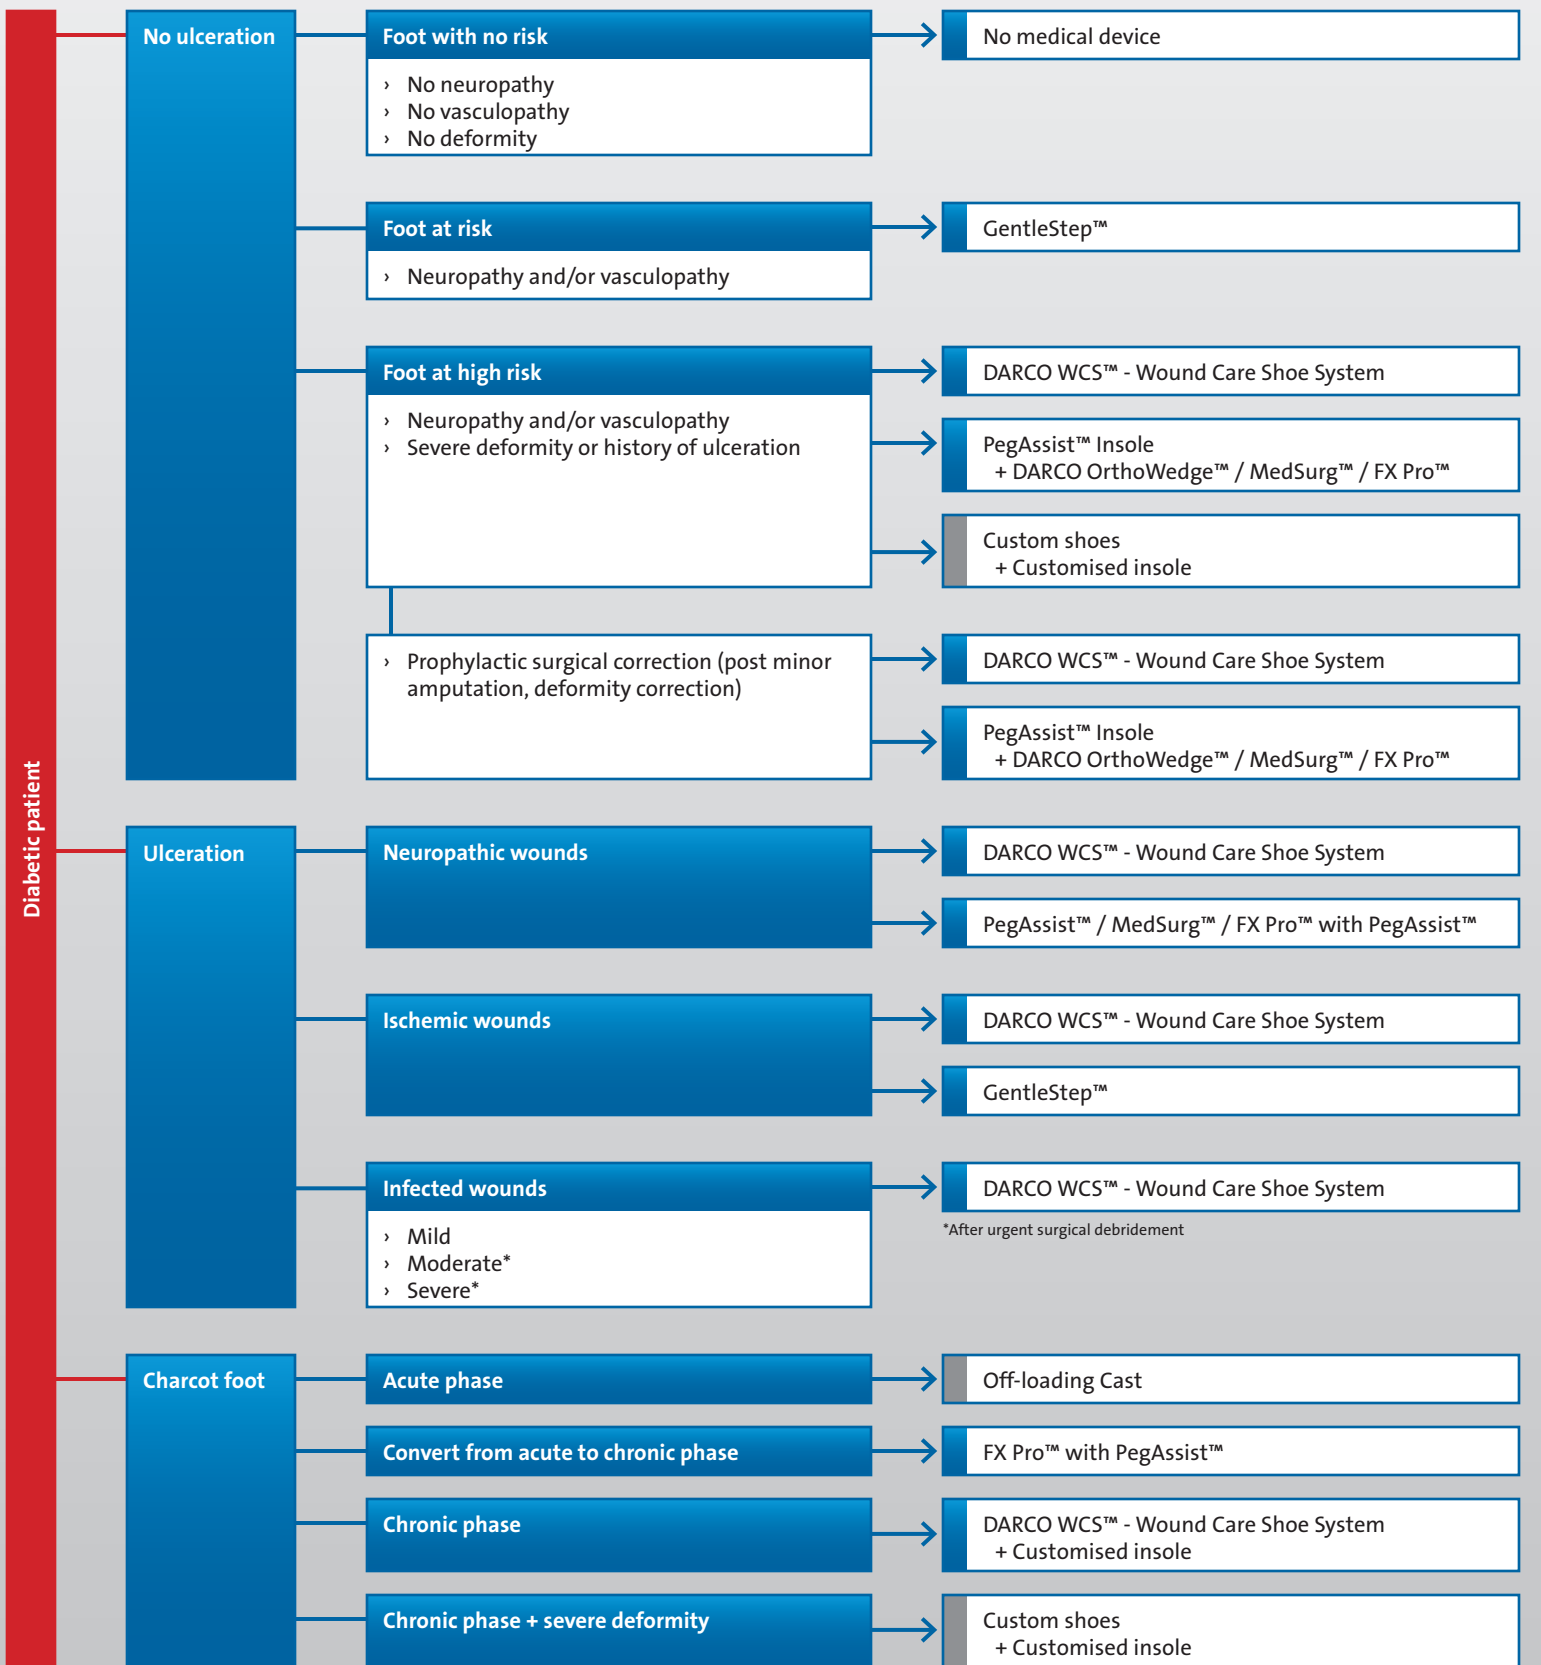 Diabetic patient
No ulceration
Foot with no risk
› No neuropathy
› No vasculopathy
› No deformity
No medical device
Foot at risk
› Neuropathy and/or vasculopathy
GentleStep™
Foot at high risk
› Neuropathy and/or vasculopathy
› Severe deformity or history of ulceration
DARCO WCS™ - Wound Care Shoe System
PegAssist™ Insole
+ DARCO OrthoWedge™ / MedSurg™ / FX Pro™
Custom shoes
+ Customised insole
› Prophylactic surgical correction (post minor
amputation, deformity correction)
DARCO WCS™ - Wound Care Shoe System
PegAssist™ Insole
+ DARCO OrthoWedge™ / MedSurg™ / FX Pro™
Ulceration
Neuropathic wounds
DARCO WCS™ - Wound Care Shoe System
PegAssist™ / MedSurg™ / FX Pro™ with PegAssist™
Ischemic wounds
DARCO WCS™ - Wound Care Shoe System
GentleStep™
Infected wounds
› Mild
› Moderate*
› Severe*
DARCO WCS™ - Wound Care Shoe System
*After urgent surgical debridement
Charcot foot
Acute phase
Off-loading Cast
Convert from acute to chronic phase
FX Pro™ with PegAssist™
Chronic phase
DARCO WCS™ - Wound Care Shoe System
+ Customised insole
Chronic phase + severe deformity
Custom shoes
+ Customised insole